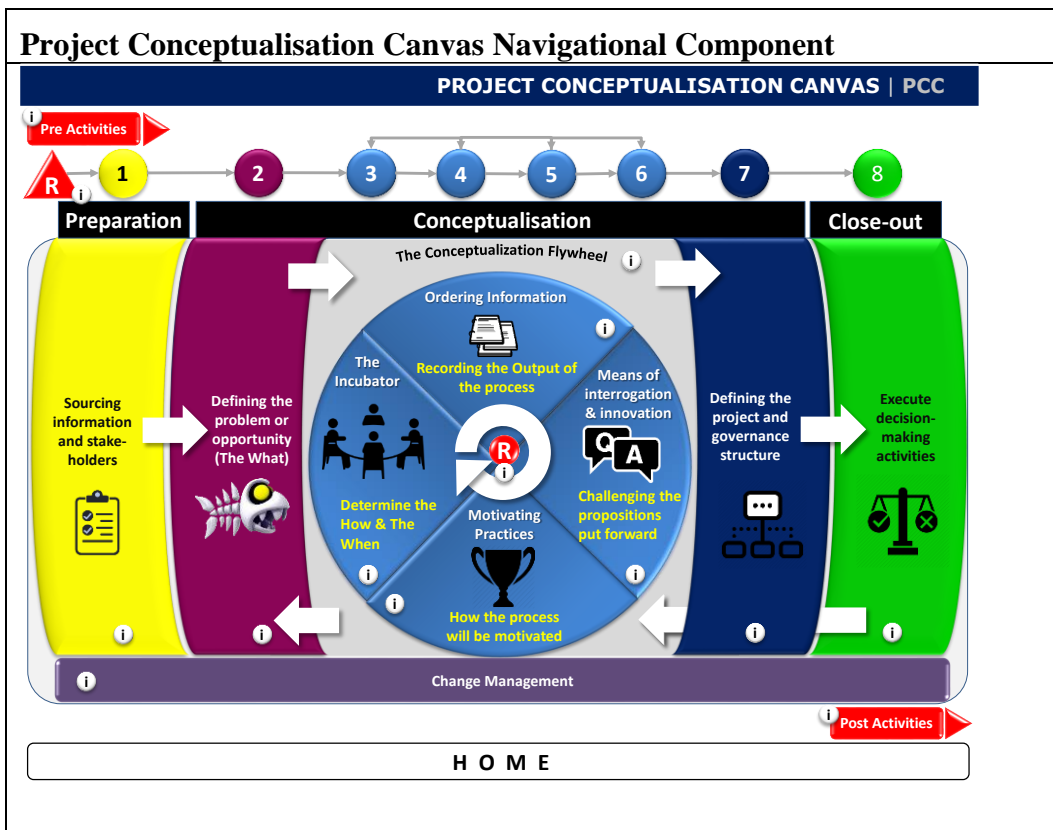 Project Conceptualisation Canvas Navigational Component
PROJECT CONCEPTUALISATION CANVAS | PCC
i
Pre Activities
R
i
1
2
3
4
5
6
7
8
Preparation
Conceptualisation
Close-out
The Conceptualization Flywheel
i
Sourcing
information
and stake-
holders
i
Defining the
problem or
opportunity
(The What)
i
The
Incubator
Determine the
How & The
When
i
Ordering Information
i
Recording the Output of
the process
R
i
Means of
interrogation
& innovation
Q
A
Challenging the
propositions
put forward
i
Motivating
Practices
i
How the process
will be motivated
Defining the
project and
governance
structure
i
Execute
decision-
making
activities
i
i
Change Management
i
Post Activities
H O M E